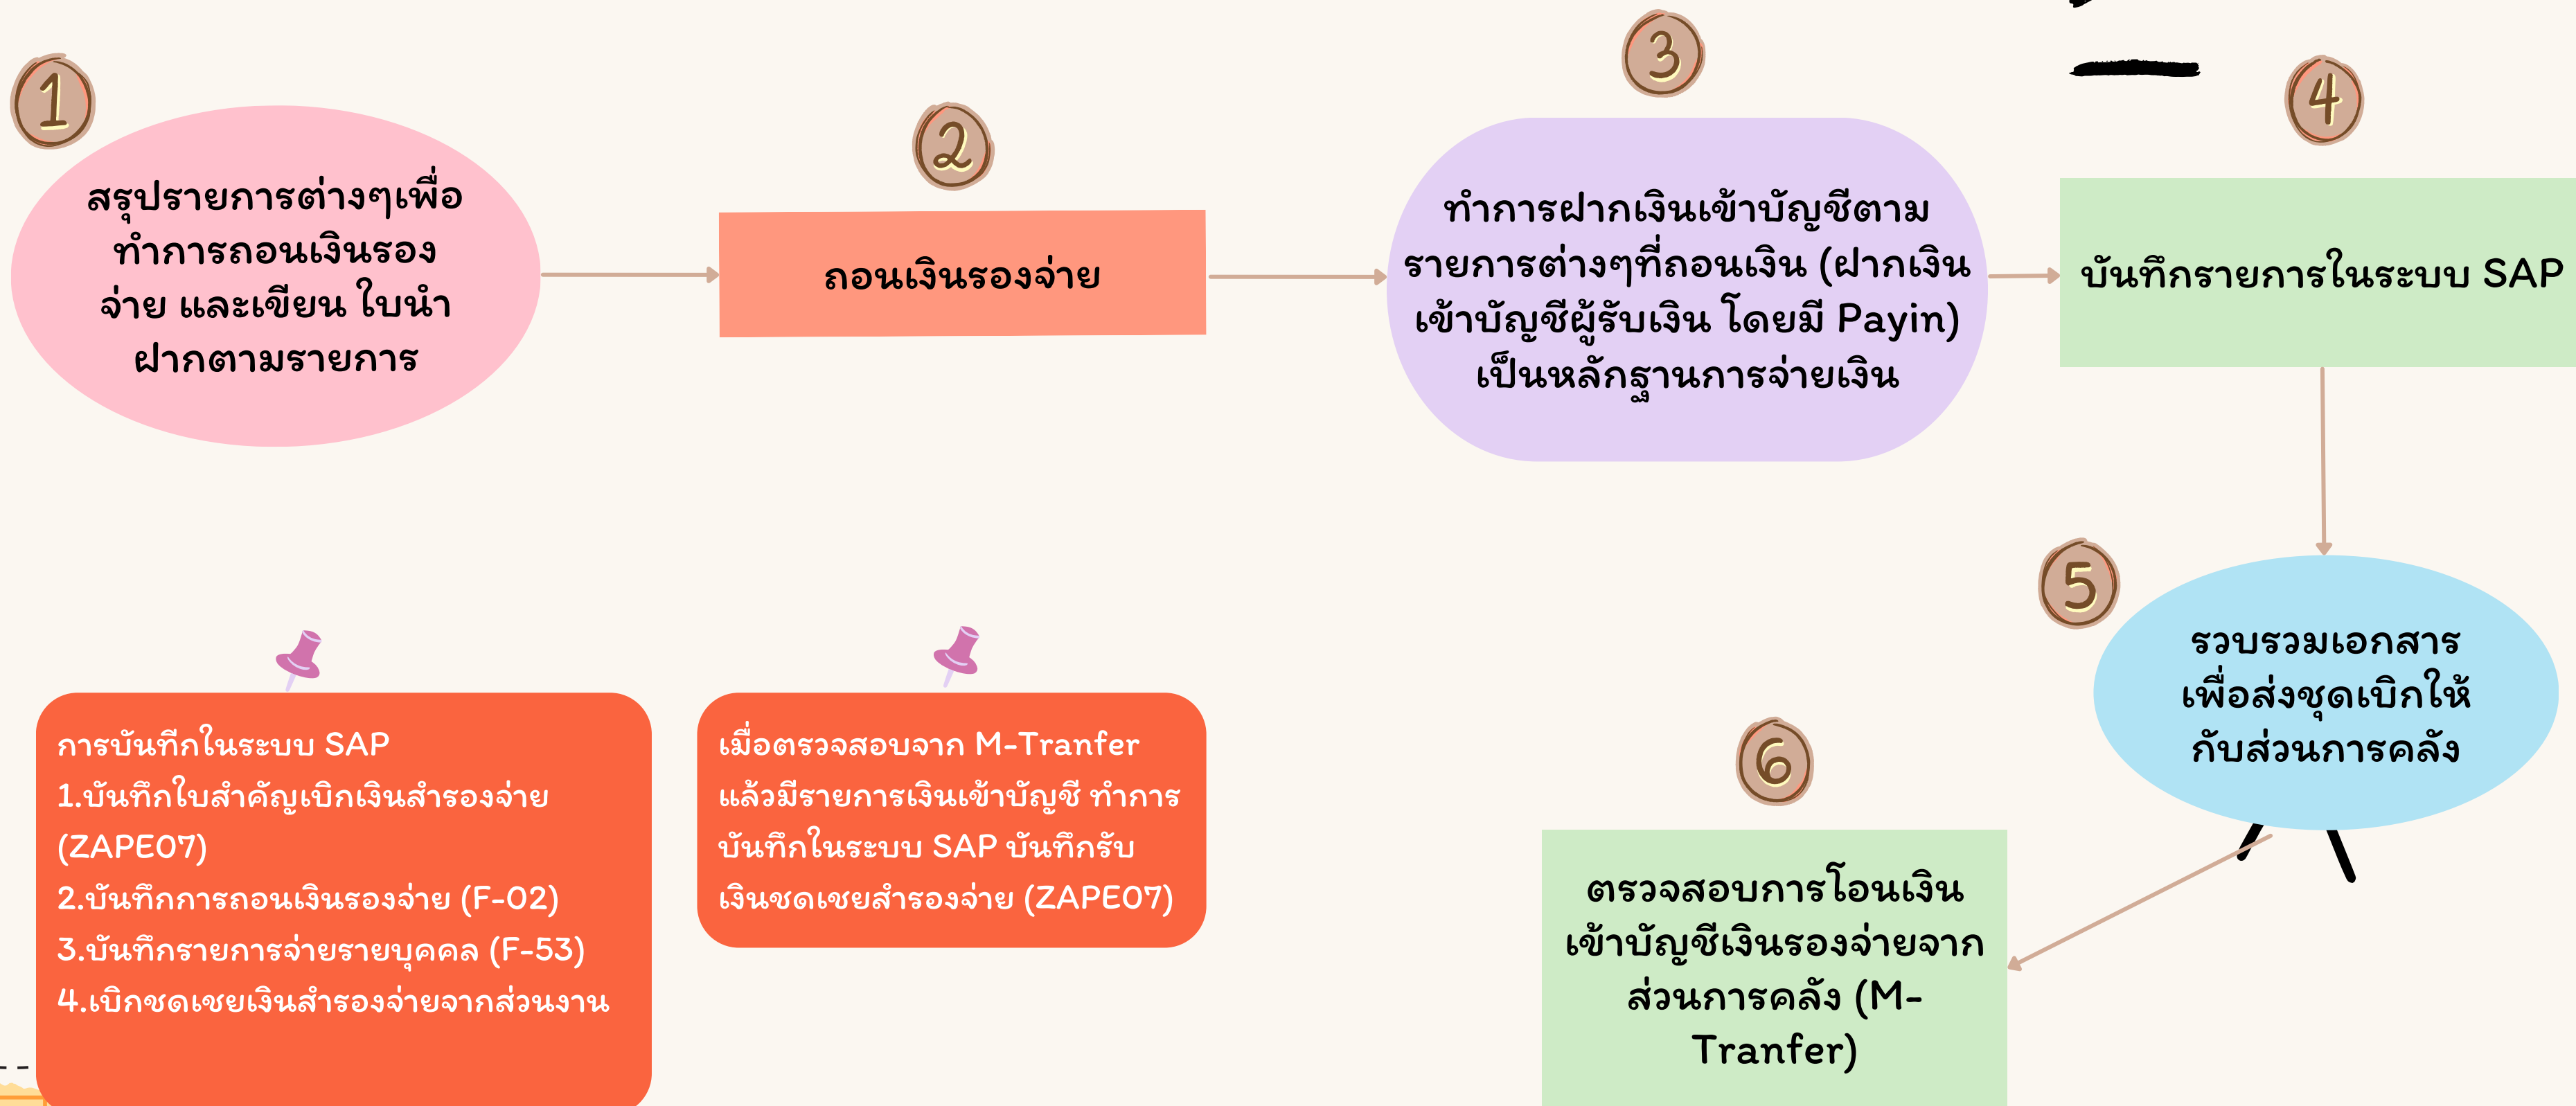 1
สรุปรายการต่างๆเพื่อ
ทำการถอนเงินรอง
จ่าย และเขียน ใบนำ
ฝากตามรายการ
2
ถอนเงินรองจ่าย
3
ทำการฝากเงินเข้าบัญชีตาม
รายการต่างๆที่ถอนเงิน (ฝากเงิน
เข้าบัญชีผู้รับเงิน โดยมี Payin)
เป็นหลักฐานการจ่ายเงิน
4
บันทึกรายการในระบบ SAP
5
รวบรวมเอกสาร
เพื่อส่งชุดเบิกให้
กับส่วนการคลัง
6
ตรวจสอบการโอนเงิน
เข้าบัญชีเงินรองจ่ายจาก
ส่วนการคลัง (M-
Tranfer)
การบันทึกในระบบ SAP
1.บันทึกใบสำคัญเบิกเงินสำรองจ่าย
(ZAPE07)
2.บันทึกการถอนเงินรองจ่าย (F-02)
3.บันทึกรายการจ่ายรายบุคคล (F-53)
4.เบิกชดเชยเงินสำรองจ่ายจากส่วนงาน
เมื่อตรวจสอบจาก M-Tranfer
แล้วมีรายการเงินเข้าบัญชี ทำการ
บันทึกในระบบ SAP บันทึกรับ
เงินชดเชยสำรองจ่าย (ZAPE07)